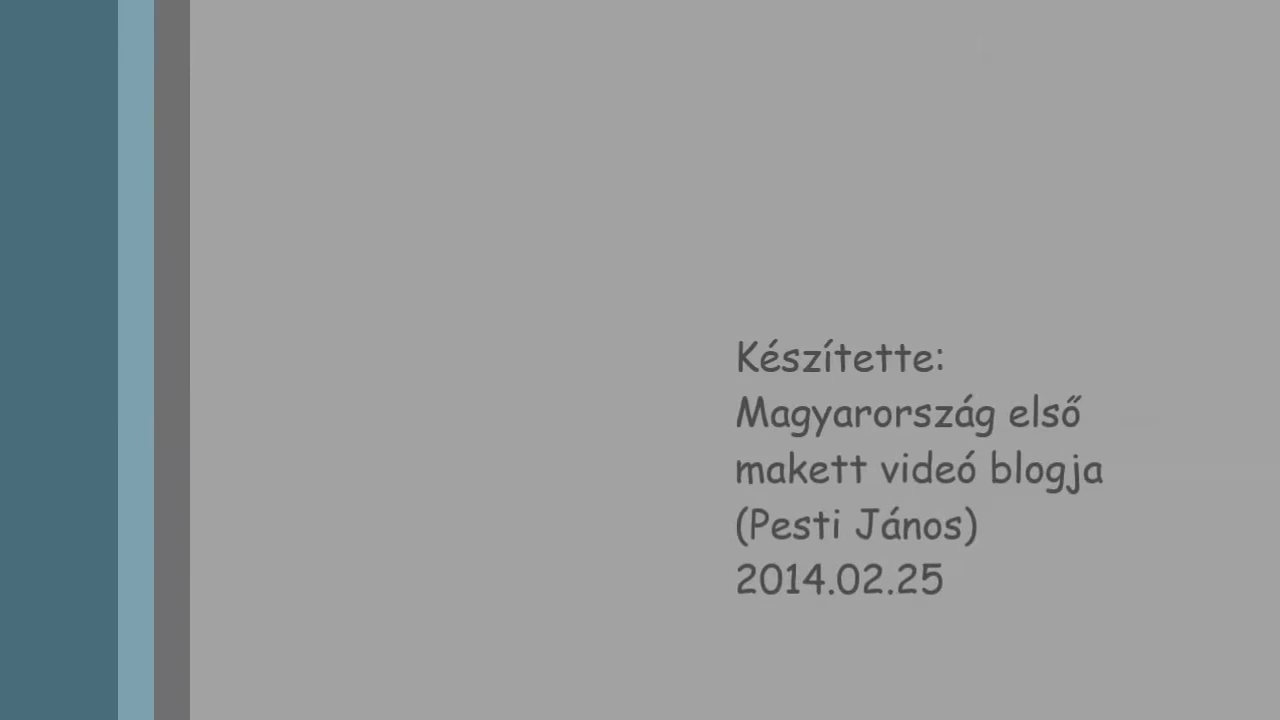 Készítette:
Magyarország első
makett videó blogja
(Pesti János)
2014.02.25